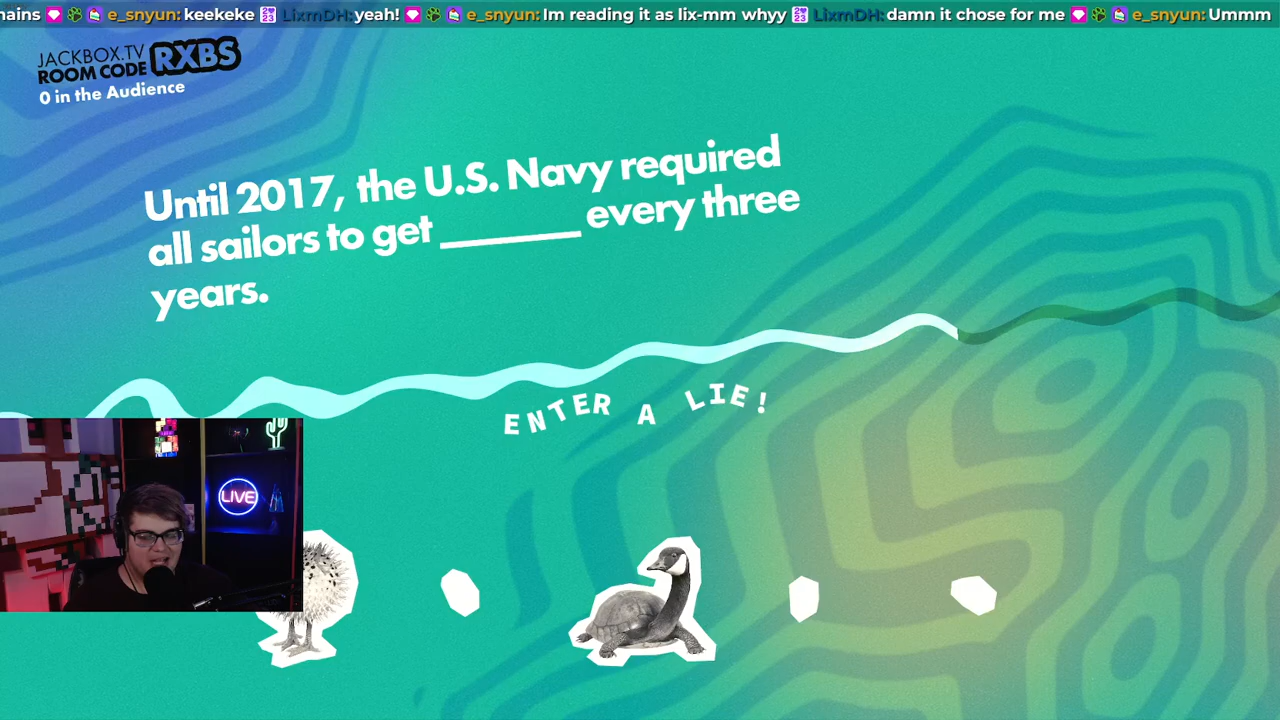 ains e_snyun: keekeke LixmDH: yeah! e_snyun: Im reading it as lix-mm whyy LixmDH: damn it chose for me e_snyun: Ummm
JACKBOX.TV
ROOM CODE RXBS
0 in the Audience
Until 2017, the U.S. Navy required
all sailors to get ______ every three
years.
ENTER A LIE!
LIVE